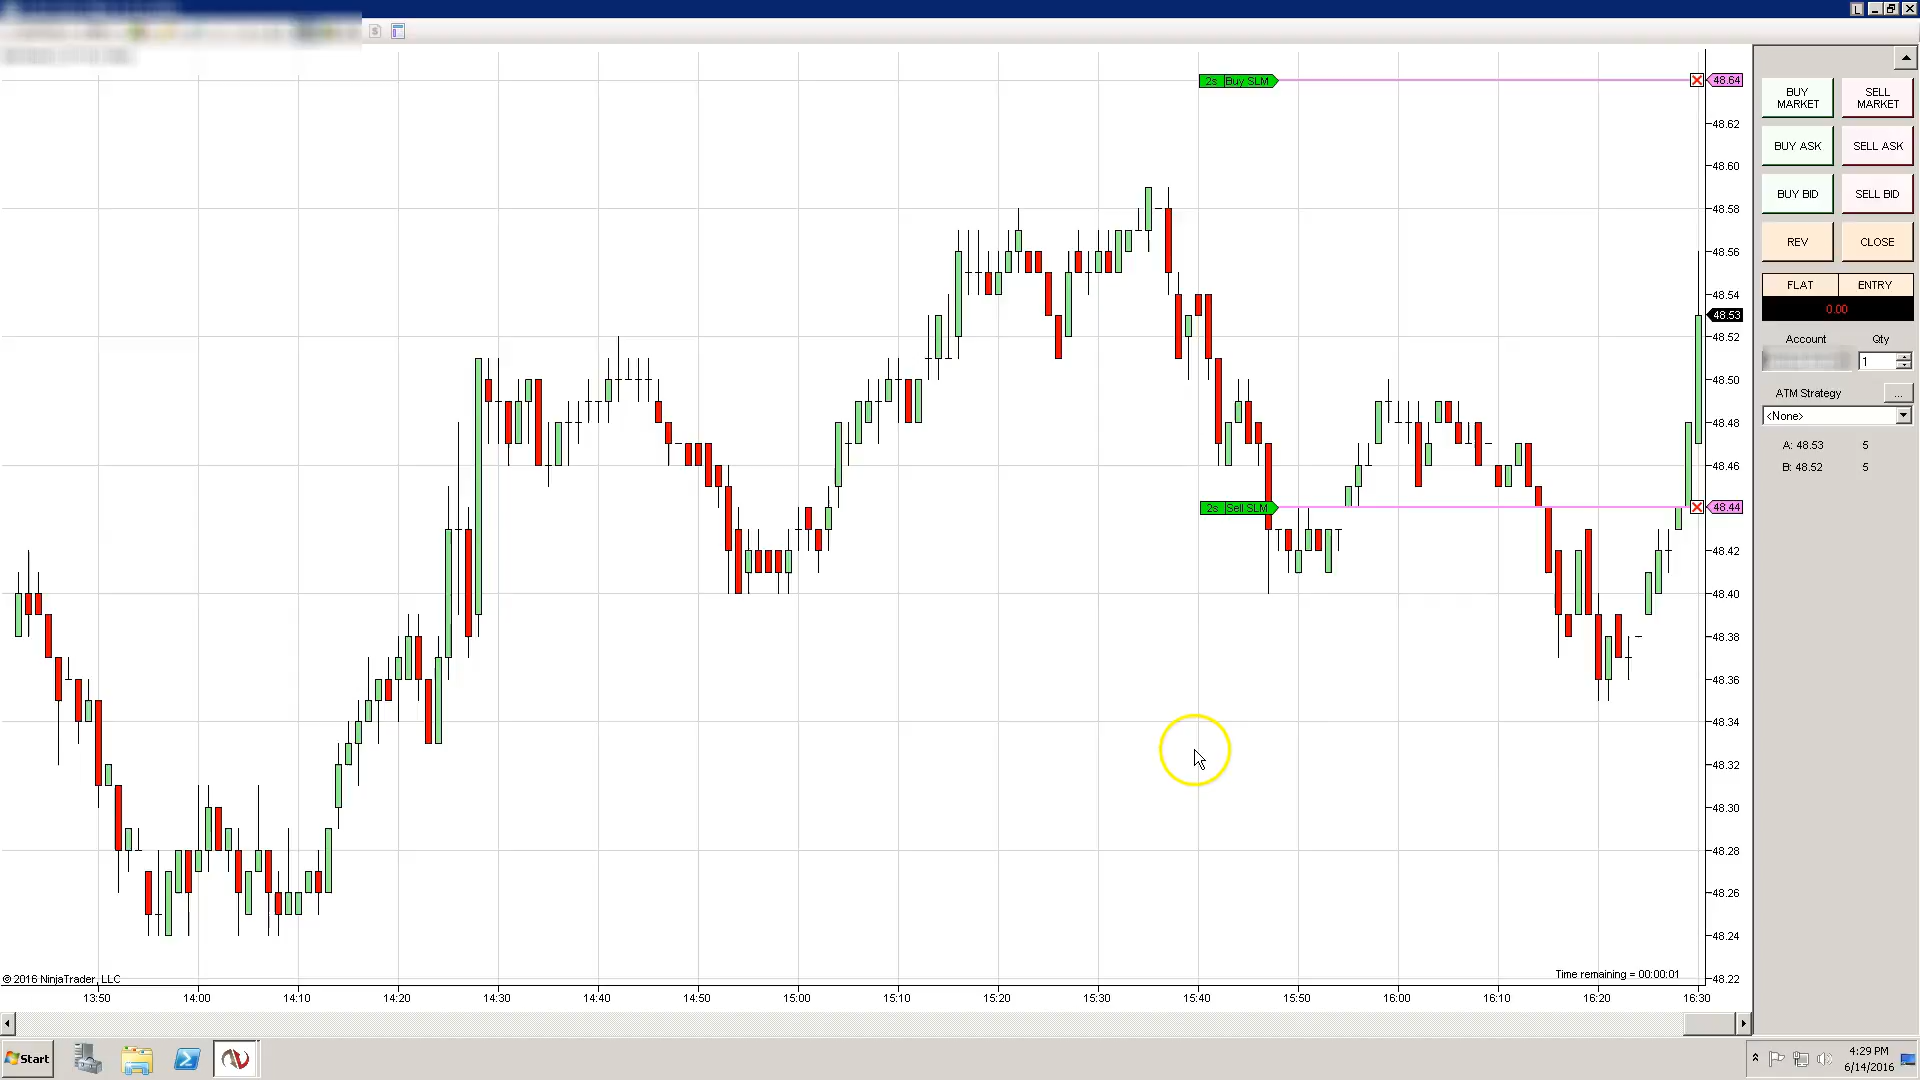 L
$
2s Buy SLM
48.64
48.62
48.60
48.58
48.56
48.54
48.53
48.52
48.50
48.48
48.46
2s Sell SLM
48.44
48.42
48.40
48.38
48.36
48.34
48.32
48.30
48.28
48.26
48.24
48.22
© 2016 NinjaTrader, LLC
Time remaining = 00:00:01
13:50 14:00 14:10 14:20 14:30 14:40 14:50 15:00 15:10 15:20 15:30 15:40 15:50 16:00 16:10 16:20 16:30
BUY MARKET
SELL MARKET
BUY ASK
SELL ASK
BUY BID
SELL BID
REV
CLOSE
FLAT
ENTRY
0.00
Account
Qty
1
ATM Strategy
...
<None>
A: 48.53 5
B: 48.52 5
Start
4:29 PM
6/14/2016